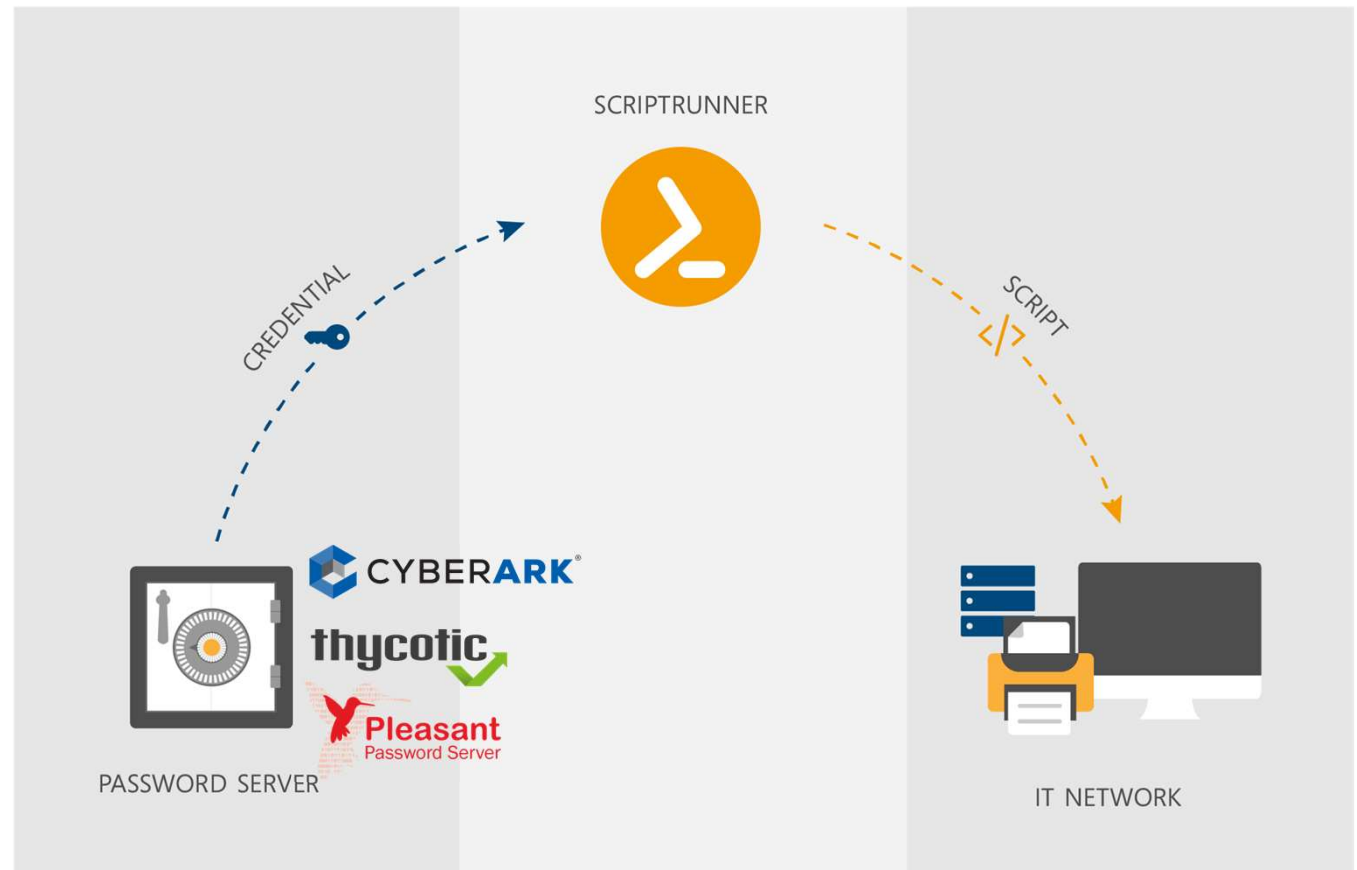 SCRIPTRUNNER
CREDENTIAL
SCRIPT
</>
CYBERARK®
thycotic
Pleasant
Password Server
PASSWORD SERVER
IT NETWORK